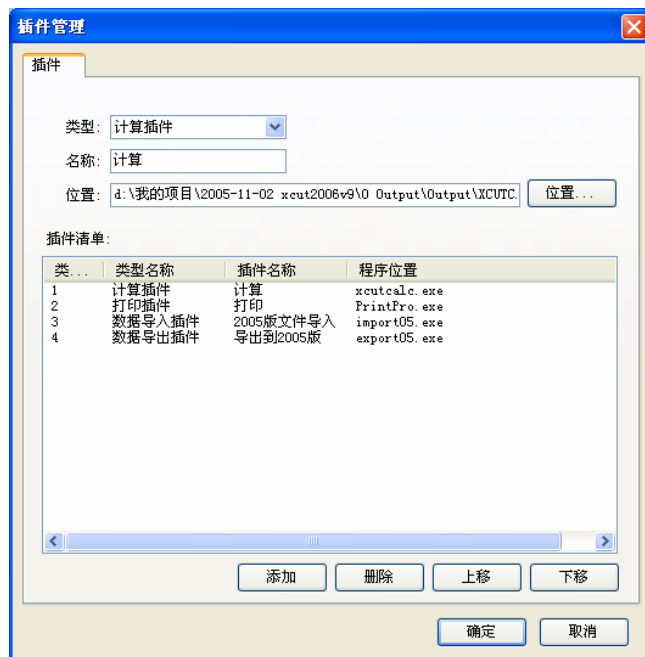 插件管理
插件
类型: 计算插件
名称: 计算
位置: d:\我的项目\2005-11-02 xcut2006v9\0 Output\Output\XCUTC. 位置...
插件清单:
类... 类型名称 插件名称 程序位置
1 计算插件 计算 xcutcalc.exe
2 打印插件 打印 PrintPro.exe
3 数据导入插件 2005版文件导入 import05.exe
4 数据导出插件 导出到2005版 export05.exe
添加 删除 上移 下移
确定 取消